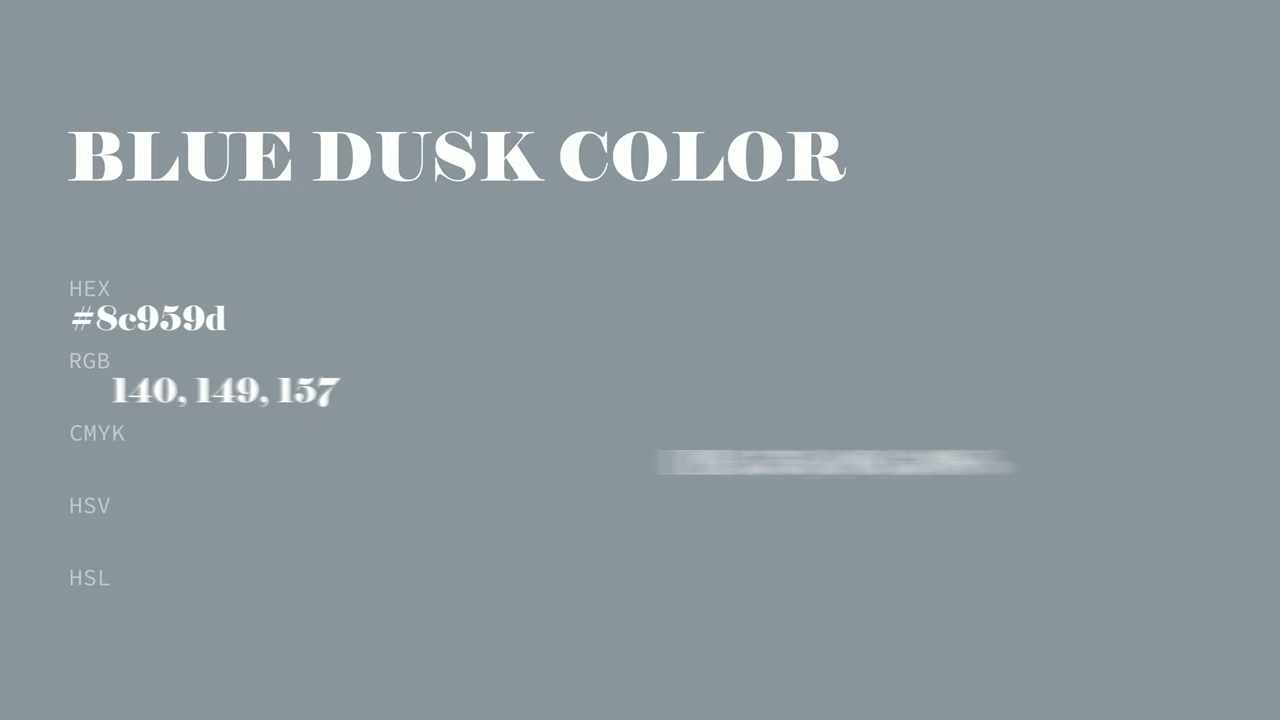 BLUE DUSK COLOR
HEX
#8c959d
RGB
140, 149, 157
CMYK
HSV
HSL